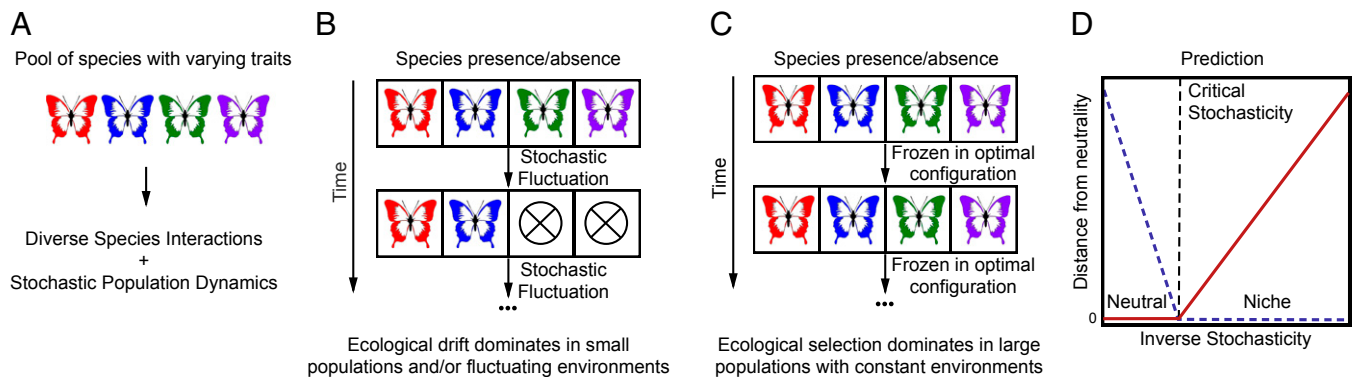 A
Pool of species with varying traits
Diverse Species Interactions
+
Stochastic Population Dynamics
B
Species presence/absence
Time
Stochastic
Fluctuation
Stochastic
Fluctuation
...
Ecological drift dominates in small
populations and/or fluctuating environments
C
Species presence/absence
Time
Frozen in optimal
configuration
Frozen in optimal
configuration
...
Ecological selection dominates in large
populations with constant environments
D
Prediction
Distance from neutrality
Critical
Stochasticity
Neutral
Niche
0
Inverse Stochasticity